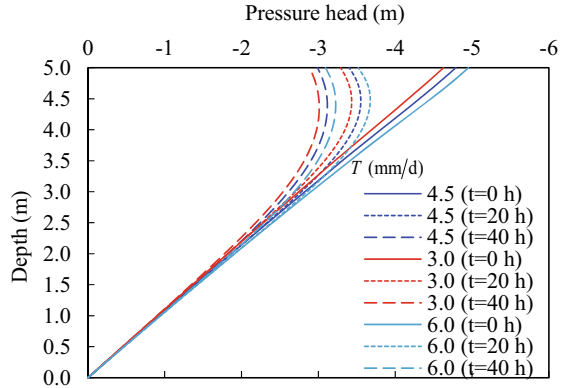 Pressure head (m)
0 -1 -2 -3 -4 -5 -6
5.0
4.5
4.0
3.5
3.0
2.5
2.0
1.5
1.0
0.5
0.0
Depth (m)
T (mm/d)
4.5 (t=0 h)
4.5 (t=20 h)
4.5 (t=40 h)
3.0 (t=0 h)
3.0 (t=20 h)
3.0 (t=40 h)
6.0 (t=0 h)
6.0 (t=20 h)
6.0 (t=40 h)